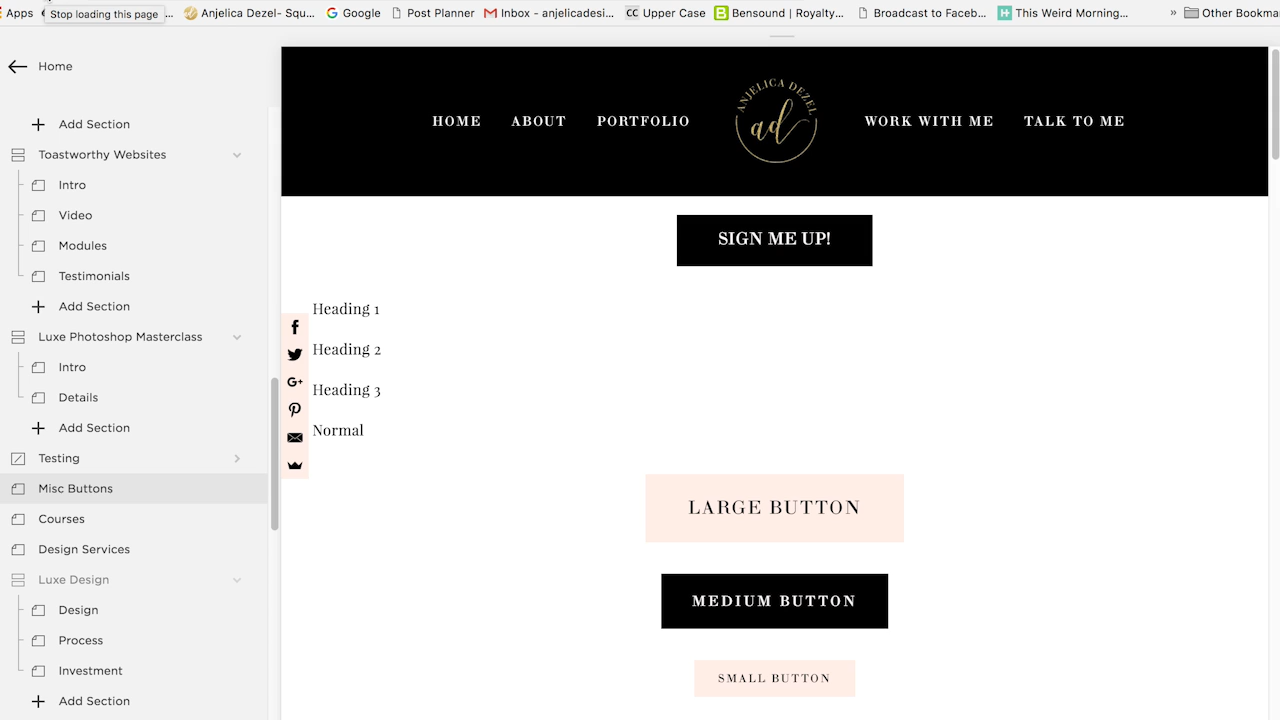 Apps
Stop loading this page
Anjelica Dezel- Squ...
Google
Post Planner
Inbox - anjelicadesi...
CC Upper Case
Bensound | Royalty...
Broadcast to Faceb...
This Weird Morning...
»
Other Bookma
Home
Add Section
Toastworthy Websites
Intro
Video
Modules
Testimonials
Add Section
Luxe Photoshop Masterclass
Intro
Details
Add Section
Testing
Misc Buttons
Courses
Design Services
Luxe Design
Design
Process
Investment
Add Section
HOME ABOUT PORTFOLIO
ANJELICA DEZEL
ad
WORK WITH ME TALK TO ME
SIGN ME UP!
Heading 1
Heading 2
Heading 3
Normal
G+
LARGE BUTTON
MEDIUM BUTTON
SMALL BUTTON